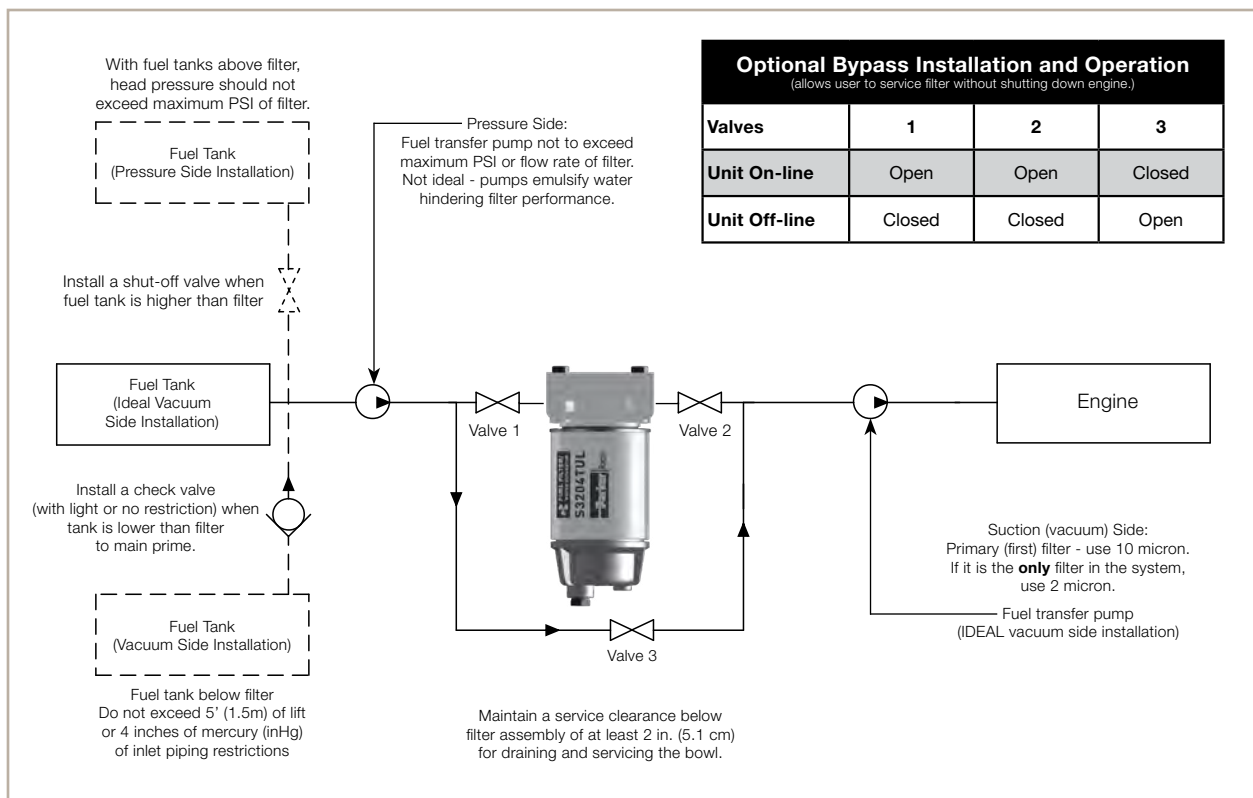 With fuel tanks above filter,
head pressure should not
exceed maximum PSI of filter.
Fuel Tank
(Pressure Side Installation)
Install a shut-off valve when
fuel tank is higher than filter
Fuel Tank
(Ideal Vacuum
Side Installation)
Install a check valve
(with light or no restriction) when
tank is lower than filter
to main prime.
Fuel Tank
(Vacuum Side Installation)
Fuel tank below filter
Do not exceed 5’ (1.5m) of lift
or 4 inches of mercury (inHg)
of inlet piping restrictions
Pressure Side:
Fuel transfer pump not to exceed
maximum PSI or flow rate of filter.
Not ideal - pumps emulsify water
hindering filter performance.
Optional Bypass Installation and Operation
(allows user to service filter without shutting down engine.)
Valves 1 2 3
Unit On-line Open Open Closed
Unit Off-line Closed Closed Open
Valve 1
Valve 2
S3204TUL
Parker
Valve 3
Maintain a service clearance below
filter assembly of at least 2 in. (5.1 cm)
for draining and servicing the bowl.
Engine
Suction (vacuum) Side:
Primary (first) filter - use 10 micron.
If it is the only filter in the system,
use 2 micron.
Fuel transfer pump
(IDEAL vacuum side installation)